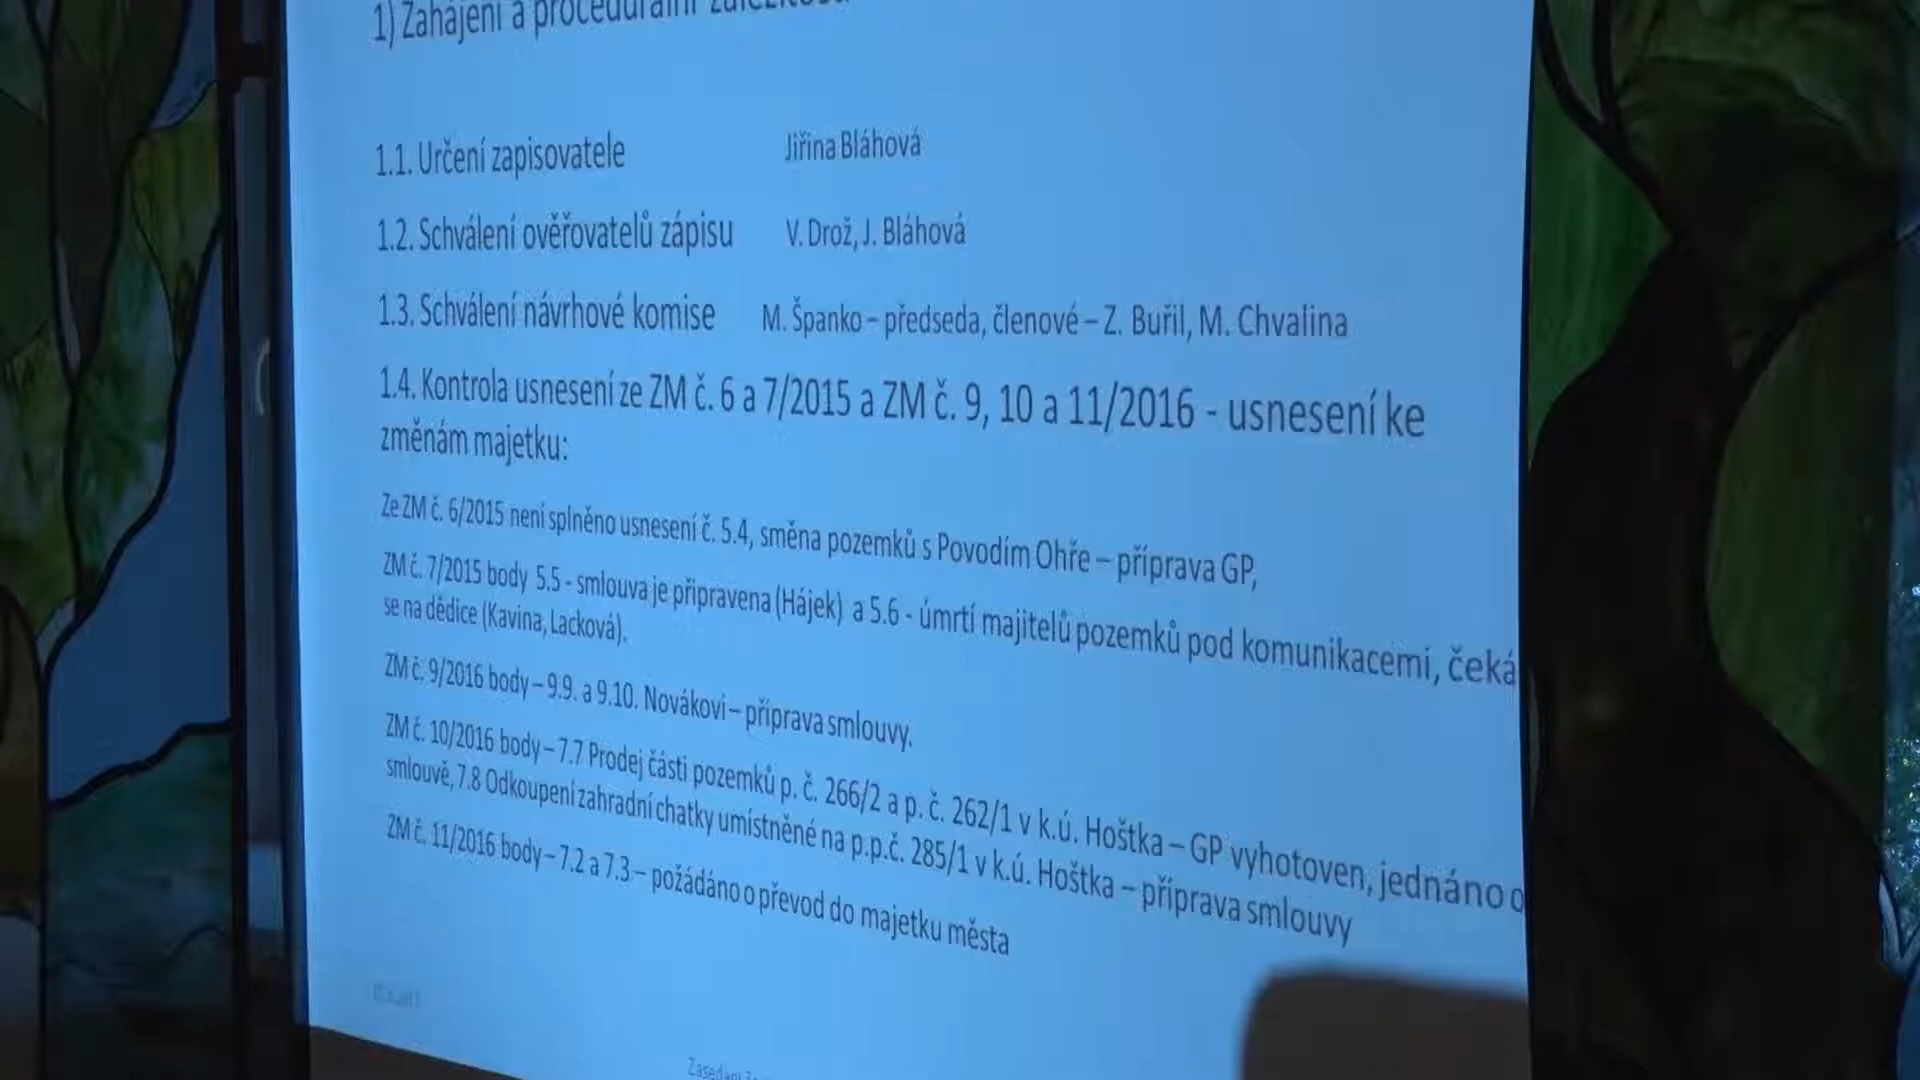 1) Zahájení a procedurální záležitosti
1.1. Určení zapisovatele Jiřina Bláhová
1.2. Schválení ověřovatelů zápisu V. Drož, J. Bláhová
1.3. Schválení návrhové komise M. Španko – předseda, členové – Z. Buřil, M. Chvalina
1.4. Kontrola usnesení ze ZM č. 6 a 7/2015 a ZM č. 9, 10 a 11/2016 - usnesení ke
změnám majetku:
Ze ZM č. 6/2015 není splněno usnesení č. 5.4, směna pozemků s Povodím Ohře – příprava GP,
ZM č. 7/2015 body 5.5 - smlouva je připravena (Hájek) a 5.6 - úmrtí majitelů pozemků pod komunikacemi, čeká
se na dědice (Kavina, Lacková).
ZM č. 9/2016 body – 9.9. a 9.10. Novákovi – příprava smlouvy.
ZM č. 10/2016 body – 7.7 Prodej části pozemků p. č. 266/2 a p. č. 262/1 v k.ú. Hoštka – GP vyhotoven, jednáno o
smlouvě, 7.8 Odkoupení zahradní chatky umístněné na p.p.č. 285/1 v k.ú. Hoštka – příprava smlouvy
ZM č. 11/2016 body – 7.2 a 7.3 – požádáno o převod do majetku města
Zasedání